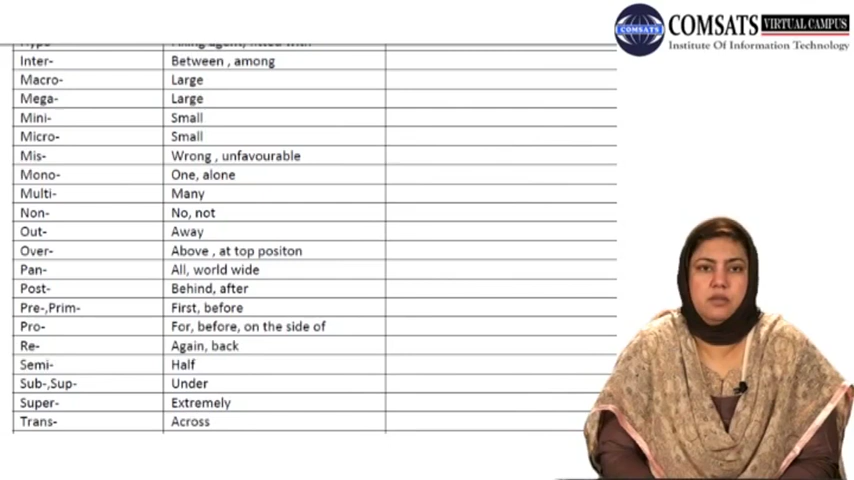 COMSATS VIRTUAL CAMPUS
COMSATS
Institute Of Information Technology
Inter- Between , among
Macro- Large
Mega- Large
Mini- Small
Micro- Small
Mis- Wrong , unfavourable
Mono- One, alone
Multi- Many
Non- No, not
Out- Away
Over- Above , at top positon
Pan- All, world wide
Post- Behind, after
Pre-,Prim- First, before
Pro- For, before, on the side of
Re- Again, back
Semi- Half
Sub-,Sup- Under
Super- Extremely
Trans- Across